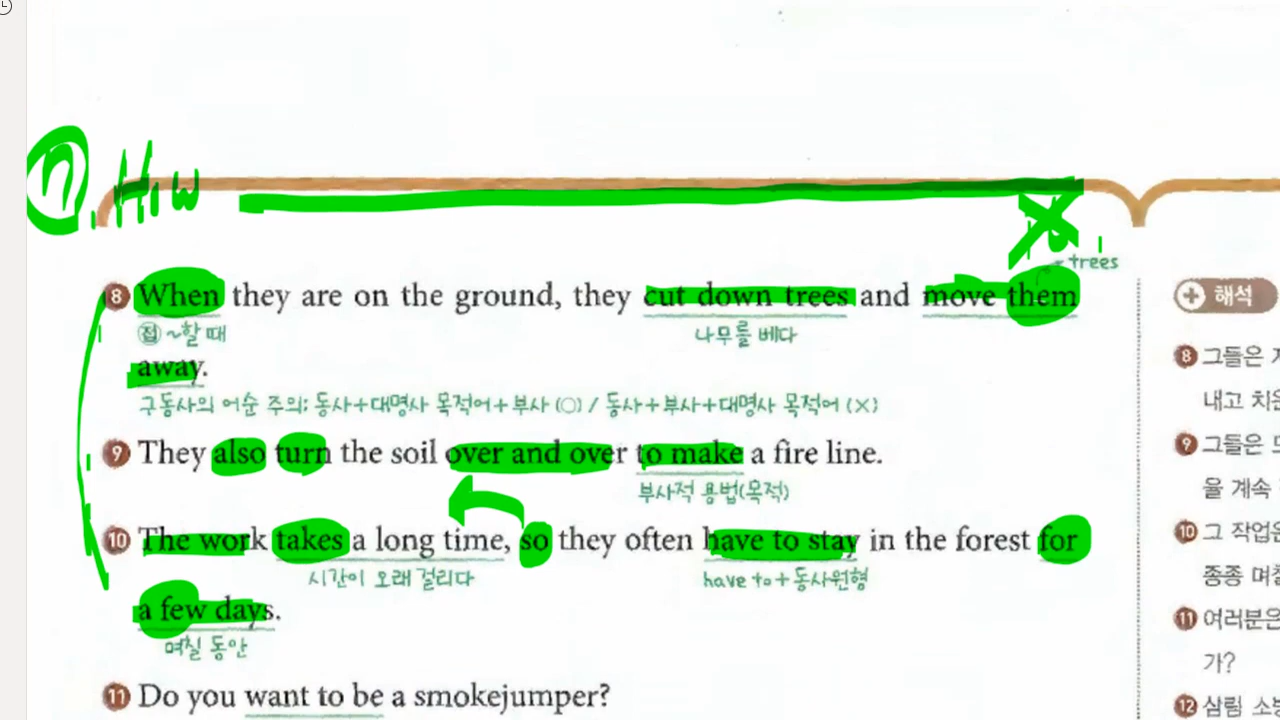 ⑦. How
trees
8 When they are on the ground, they cut down trees and move them
접 ~할 때
나무를 베다
away.
구동사의 어순 주의: 동사+대명사 목적어+부사 (○) / 동사+부사+대명사 목적어 (×)
9 They also turn the soil over and over to make a fire line.
부사적 용법(목적)
10 The work takes a long time, so they often have to stay in the forest for
시간이 오래 걸리다
have to+동사원형
a few days.
며칠 동안
11 Do you want to be a smokejumper?
+ 해석
8 그들은
내고
9 그들은
을 계속
10 그 작업은
종종
11 여러분은
가?
12 삼림